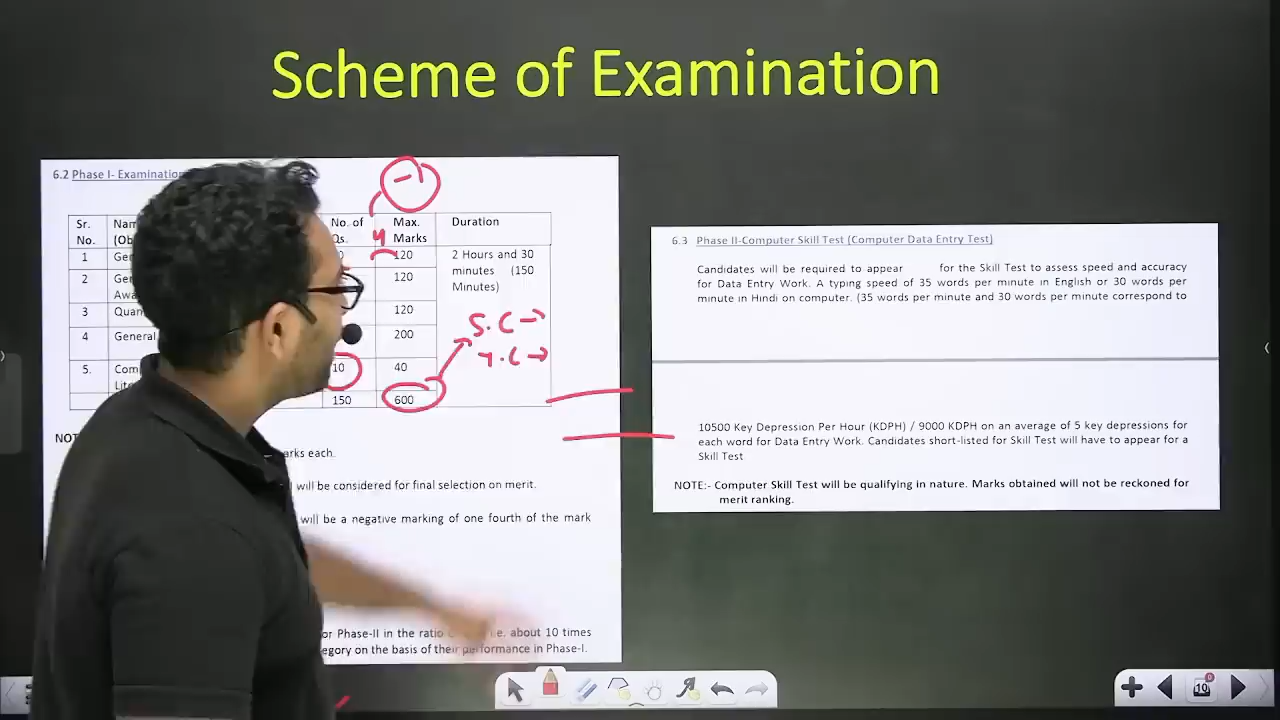 Scheme of Examination
6.2 Phase I- Examination
Sr. No.
No. of Qs.
Max. Marks
Duration
1
120
2 Hours and 30 minutes (150 Minutes)
2
120
3
120
4
General
200
5.
10
40
150
600
4
S.C →
arks each.
will be considered for final selection on merit.
will be a negative marking of one fourth of the mark
or Phase-II in the ratio
about 10 times
egory on the basis of their performance in Phase-I.
6.3 Phase II-Computer Skill Test (Computer Data Entry Test)
Candidates will be required to appear for the Skill Test to assess speed and accuracy
for Data Entry Work. A typing speed of 35 words per minute in English or 30 words per
minute in Hindi on computer. (35 words per minute and 30 words per minute correspond to
10500 Key Depression Per Hour (KDPH) / 9000 KDPH on an average of 5 key depressions for
each word for Data Entry Work. Candidates short-listed for Skill Test will have to appear for a
Skill Test
NOTE:- Computer Skill Test will be qualifying in nature. Marks obtained will not be reckoned for
merit ranking.
10